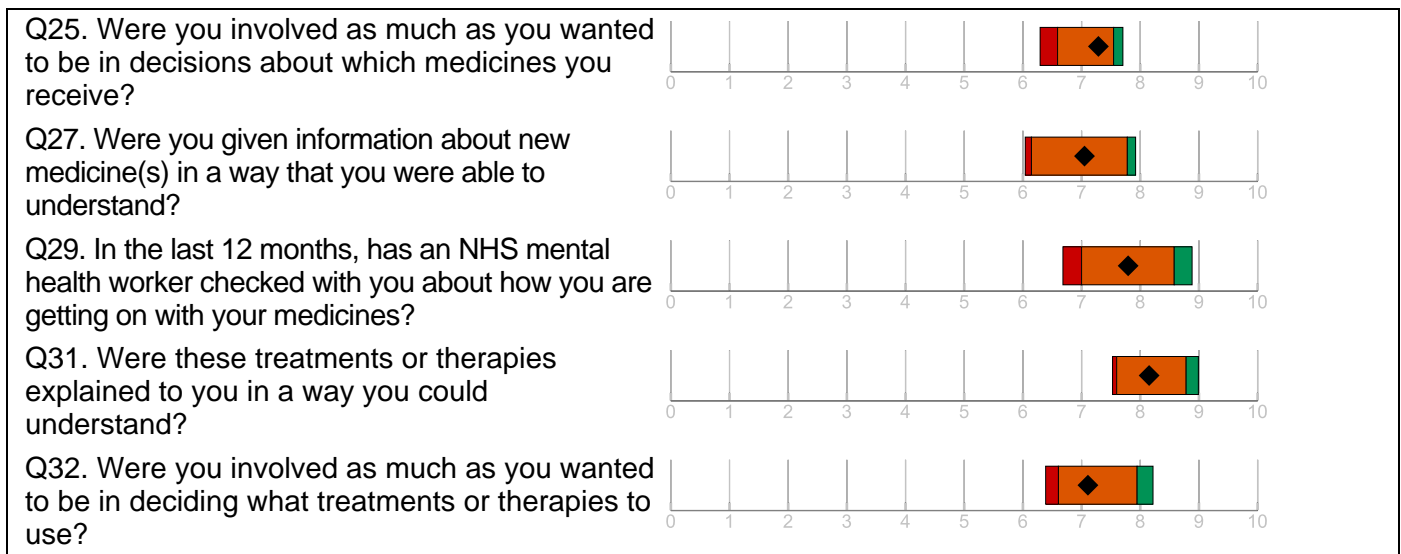 Q25. Were you involved as much as you wanted
to be in decisions about which medicines you
receive?
0 1 2 3 4 5 6 7 8 9 10
Q27. Were you given information about new
medicine(s) in a way that you were able to
understand?
0 1 2 3 4 5 6 7 8 9 10
Q29. In the last 12 months, has an NHS mental
health worker checked with you about how you are
getting on with your medicines?
0 1 2 3 4 5 6 7 8 9 10
Q31. Were these treatments or therapies
explained to you in a way you could
understand?
0 1 2 3 4 5 6 7 8 9 10
Q32. Were you involved as much as you wanted
to be in deciding what treatments or therapies to
use?
0 1 2 3 4 5 6 7 8 9 10